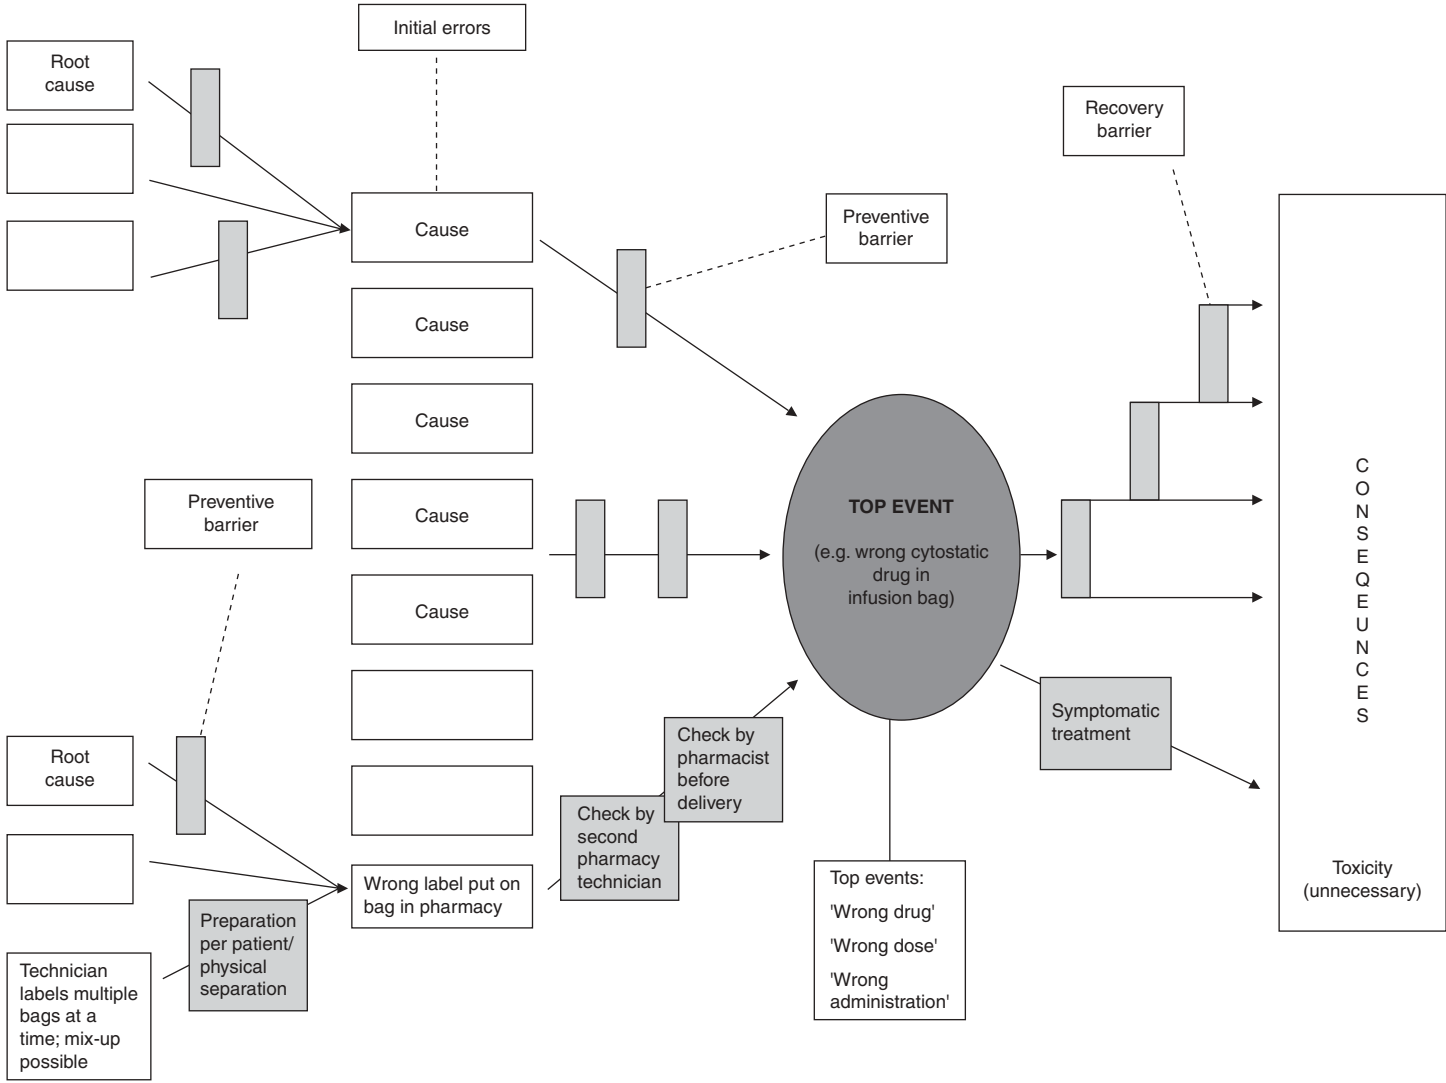 Initial errors
Root
cause
Recovery
barrier
Cause
Preventive
barrier
Cause
Cause
Preventive
barrier
Cause
TOP EVENT
(e.g. wrong cytostatic
drug in
infusion bag)
Cause
C
O
N
S
E
Q
E
U
N
C
E
S
Symptomatic
treatment
Root
cause
Check by
pharmacist
before
delivery
Check by
second
pharmacy
technician
Wrong label put on
bag in pharmacy
Toxicity
(unnecessary)
Top events:
'Wrong drug'
'Wrong dose'
'Wrong
administration'
Preparation
per patient/
physical
separation
Technician
labels multiple
bags at a
time; mix-up
possible